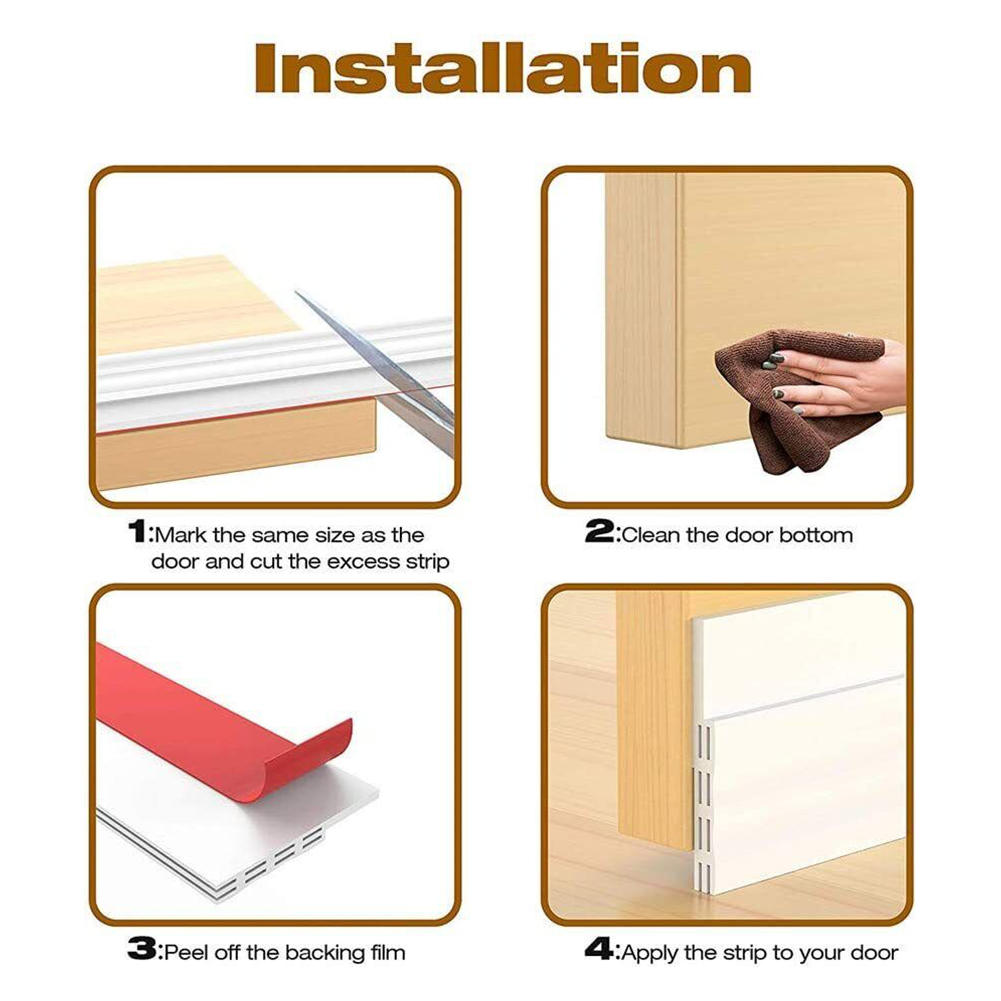 Installation
1:Mark the same size as the
door and cut the excess strip
2:Clean the door bottom
3:Peel off the backing film
4:Apply the strip to your door